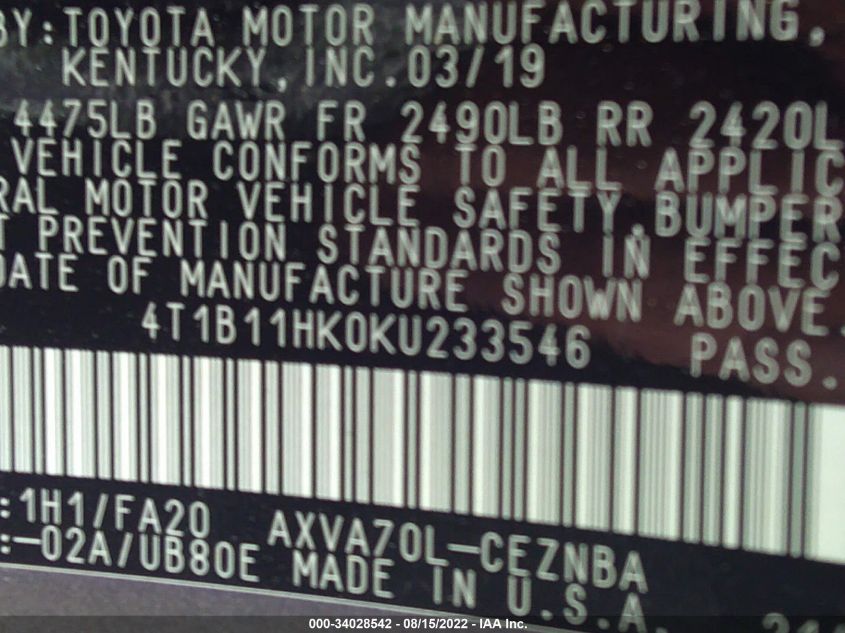 BY: TOYOTA MOTOR MANUFACTURING,
KENTUCKY, INC. 03/19
4475LB GAWR FR 2490LB RR 2420L
VEHICLE CONFORMS TO ALL APPLIC
RAL MOTOR VEHICLE SAFETY, BUMPER
T PREVENTION STANDARDS IN EFFEC
DATE OF MANUFACTURE SHOWN ABOVE.
4T1B11HK0KU233546 PASS.
:1H1/FA20 AXVA70L-CEZNBA
:-02A/UB80E MADE IN U.S.A.
000-34028542 - 08/15/2022 - IAA Inc.